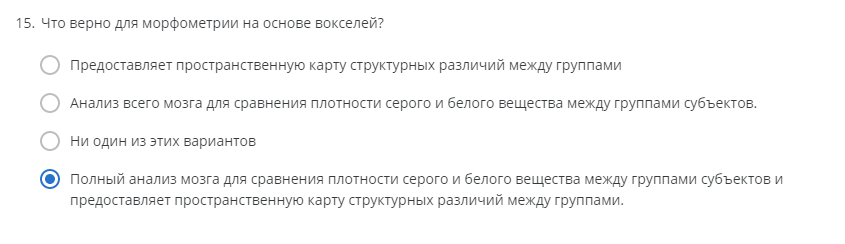 15. Что верно для морфометрии на основе вокселей?
Предоставляет пространственную карту структурных различий между группами
Анализ всего мозга для сравнения плотности серого и белого вещества между группами субъектов.
Ни один из этих вариантов
Полный анализ мозга для сравнения плотности серого и белого вещества между группами субъектов и
предоставляет пространственную карту структурных различий между группами.